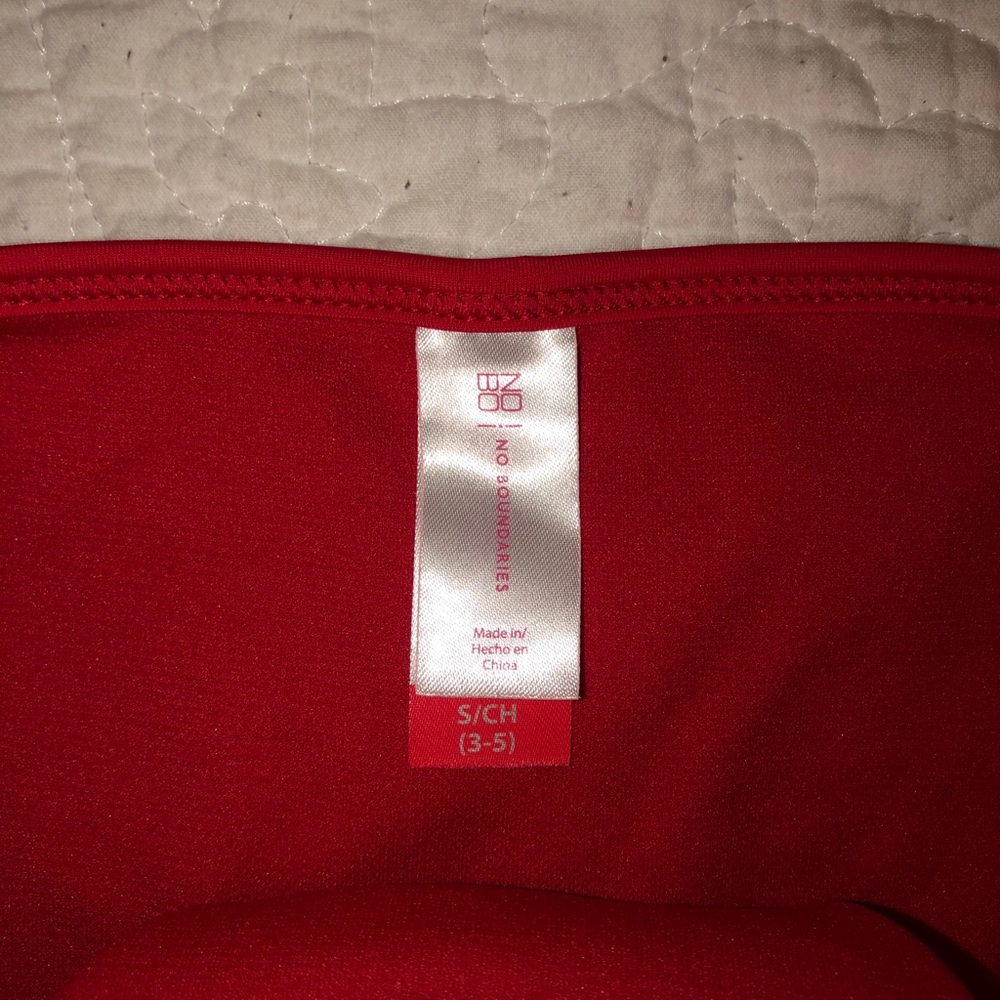 NO
BO
NO BOUNDARIES
Made in/
Hecho en
China
S/CH
(3-5)